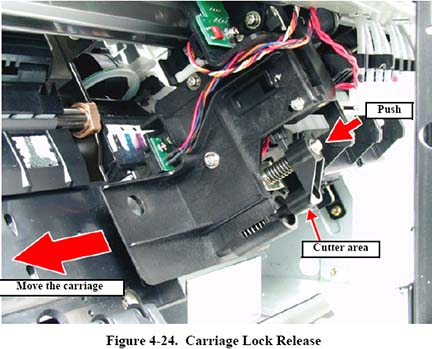 Push
Cutter area
Move the carriage
Figure 4-24. Carriage Lock Release